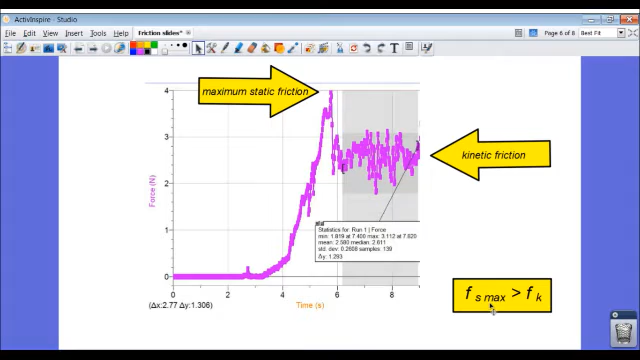 ActivInspire - Studio
File Edit View Insert Tools Help
Page 6 of 8
Best Fit
Friction slides*
maximum static friction
kinetic friction
4
3
2
1
0
Force (N)
Statistics for: Run 1 | Force
min: 1.819 at 7.400 max: 3.112 at 7.820
mean: 2.580 median: 2.611
std. dev: 0.2608 samples: 139
Δy: 1.293
0 2 4 6 8
(Δx:2.77 Δy:1.306)
Time (s)
f s max > f k